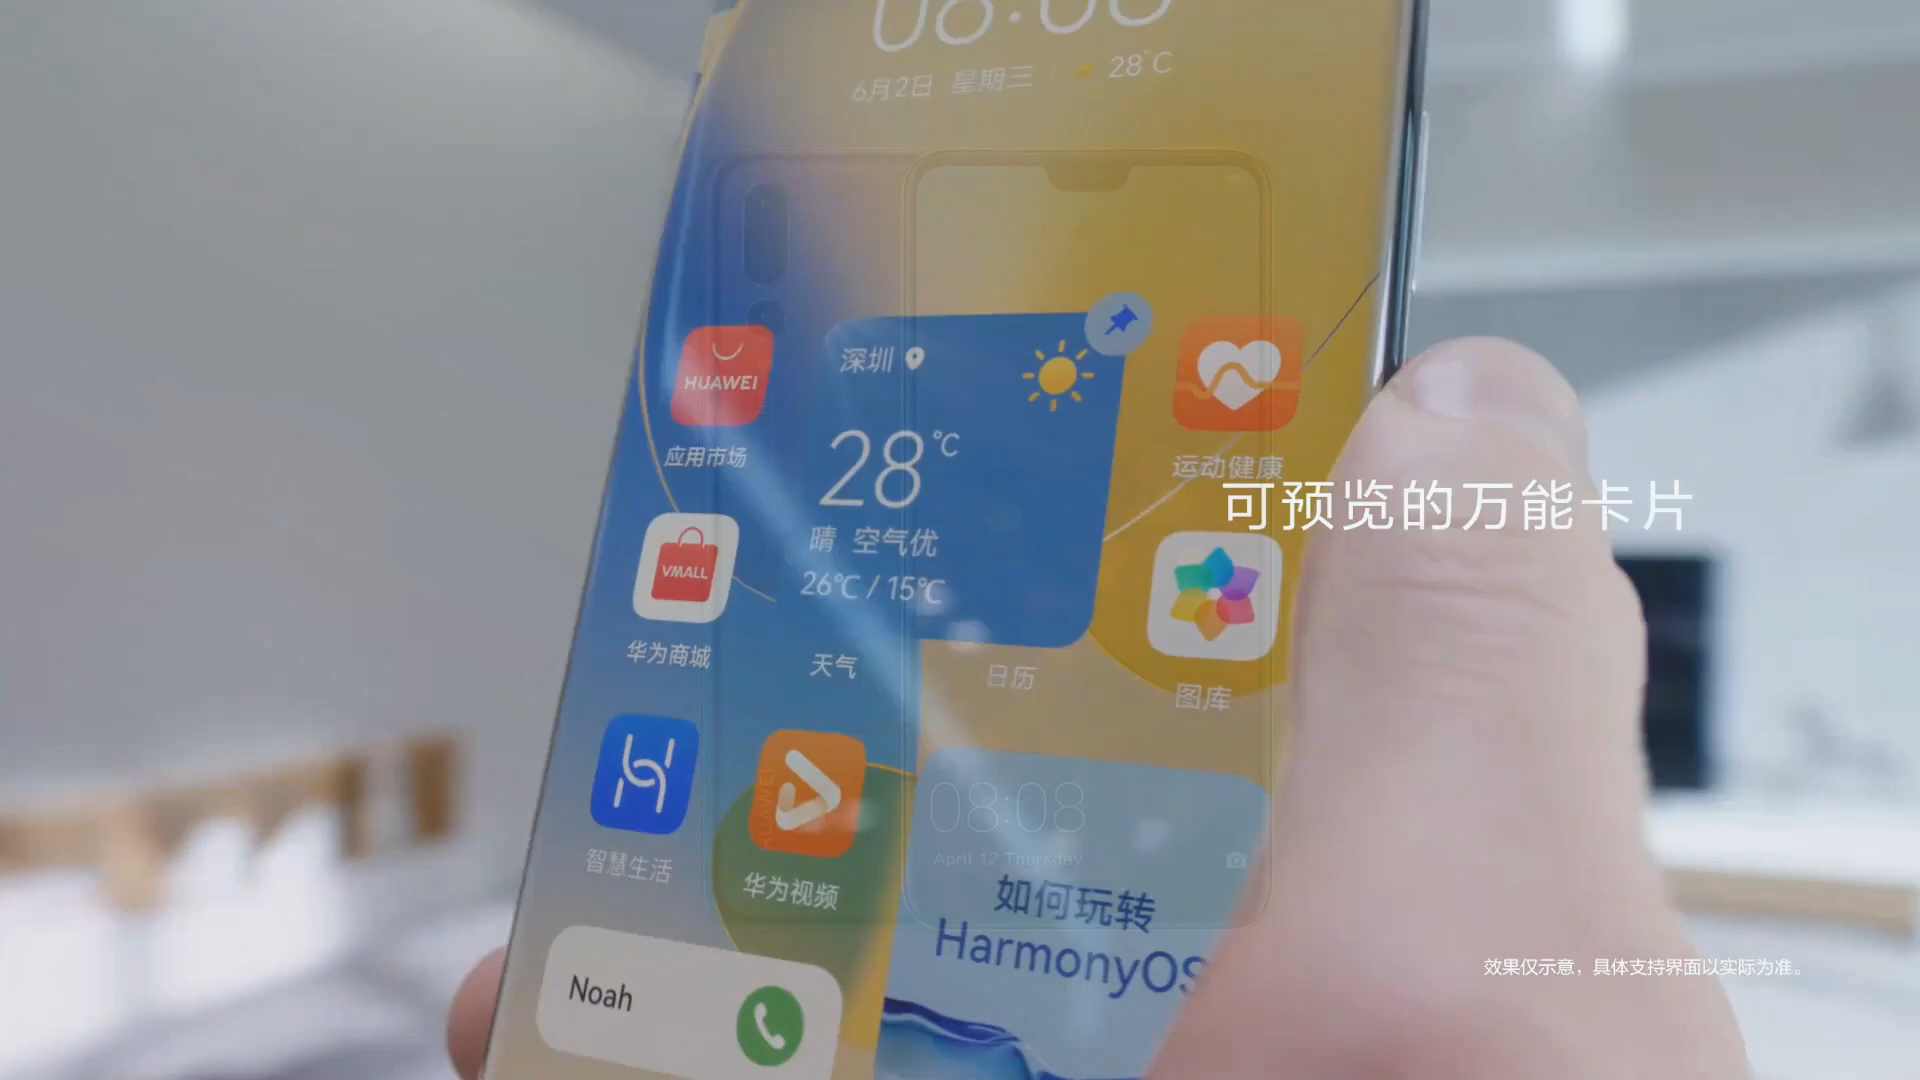 08:08
6月2日 星期三 28°C
深圳
HUAWEI
28℃
应用市场
运动健康
可预览的万能卡片
晴 空气优
VMALL
26℃ / 15℃
华为商城
天气
日历
图库
HUAWEI
08:08
April 12 Thursday
智慧生活
华为视频
如何玩转
HarmonyOS
Noah
效果仅示意，具体支持界面以实际为准。